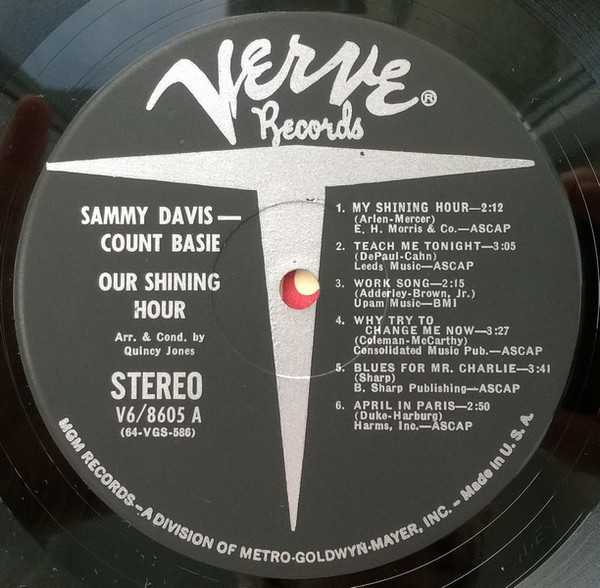 VERVE®
Records
SAMMY DAVIS—
COUNT BASIE
OUR SHINING
HOUR
Arr. & Cond. by
Quincy Jones
STEREO
V6/8605 A
(64-VGS-586)
1. MY SHINING HOUR—2:12
(Arlen-Mercer)
E. H. Morris & Co.—ASCAP
2. TEACH ME TONIGHT—3:05
(DePaul-Cahn)
Leeds Music—ASCAP
3. WORK SONG—2:15
(Adderley-Brown, Jr.)
Upam Music—BMI
4. WHY TRY TO
CHANGE ME NOW—3:27
(Coleman-McCarthy)
Consolidated Music Pub.—ASCAP
5. BLUES FOR MR. CHARLIE—3:41
(Sharp)
B. Sharp Publishing—ASCAP
6. APRIL IN PARIS—2:50
(Duke-Harburg)
Harms, Inc.—ASCAP
MGM RECORDS—A DIVISION OF METRO-GOLDWYN-MAYER, INC. – Made in U. S. A.